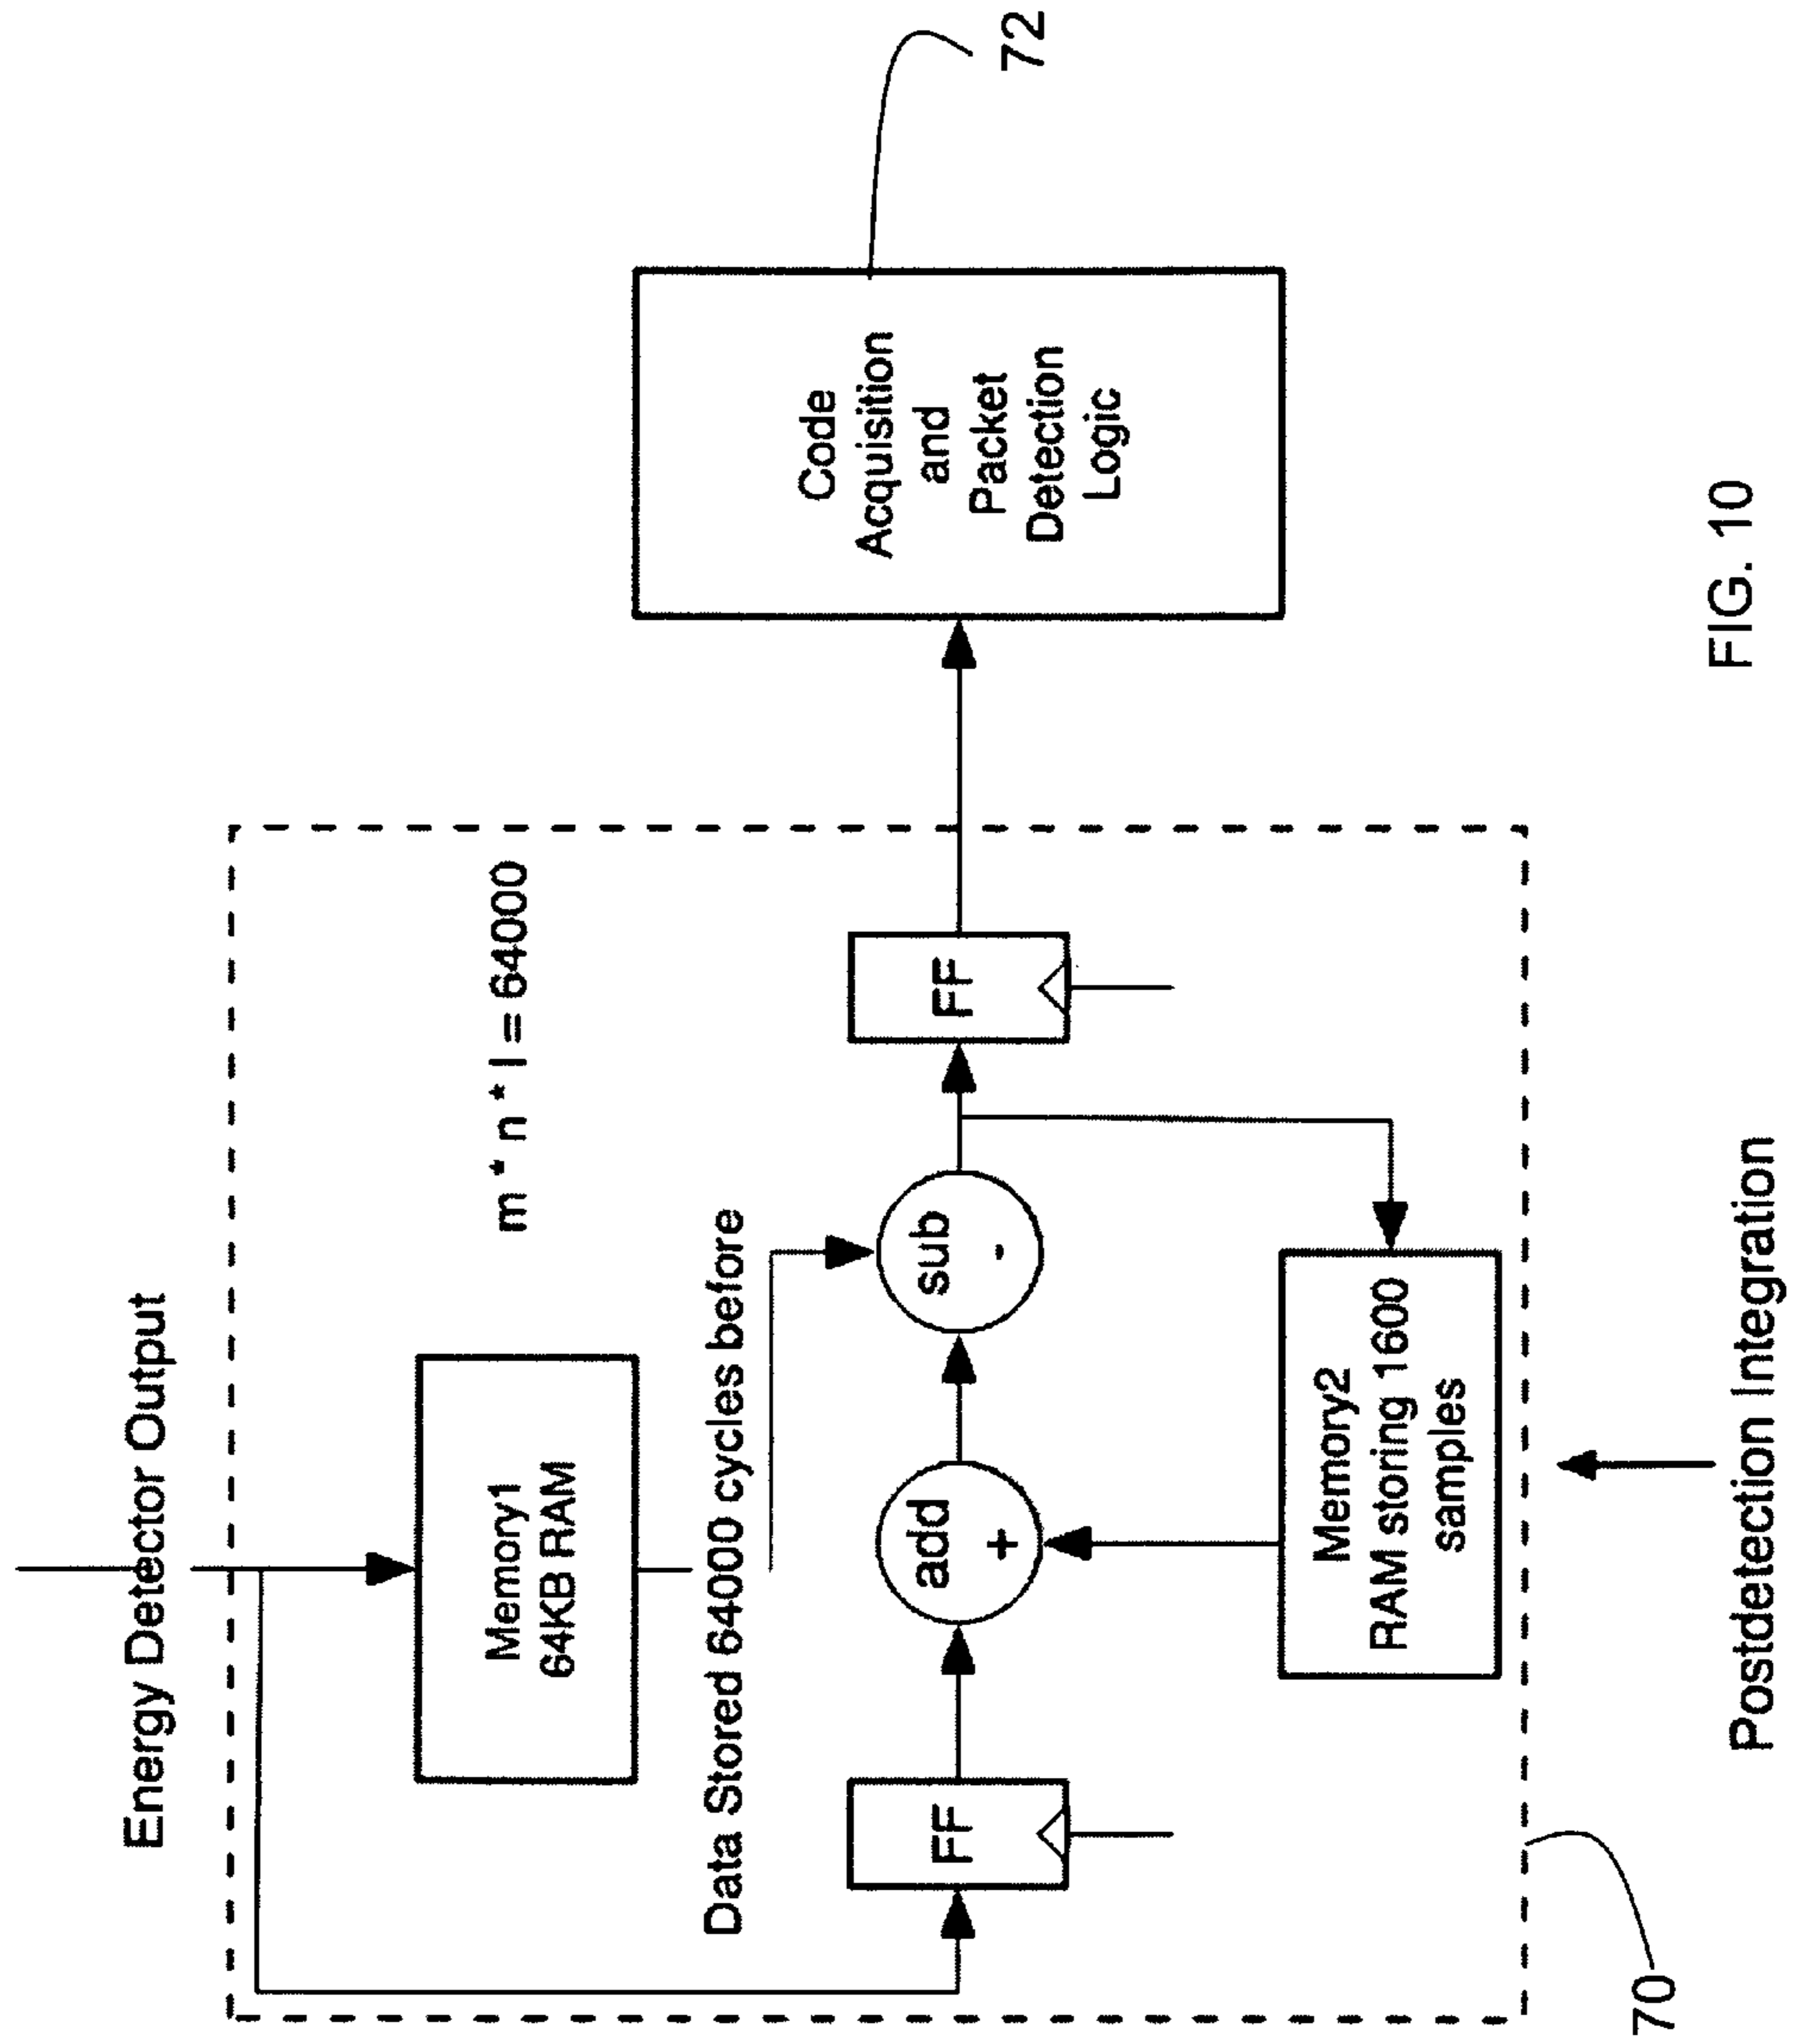 Energy Detector Output
Memory1
64KB RAM
m * n * l = 64000
Data Stored 64000 cycles before
FF
add
+
sub
-
FF
Memory2
RAM storing 1600
samples
Code
Acquisition
and
Packet
Detection
Logic
72
70
Postdetection Integration
FIG. 10